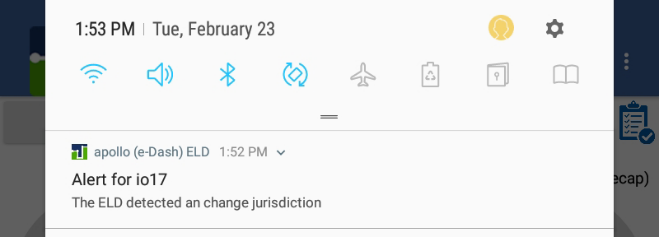 1:53 PM | Tue, February 23
apollo (e-Dash) ELD 1:52 PM
Alert for io17
ecap)
The ELD detected an change jurisdiction